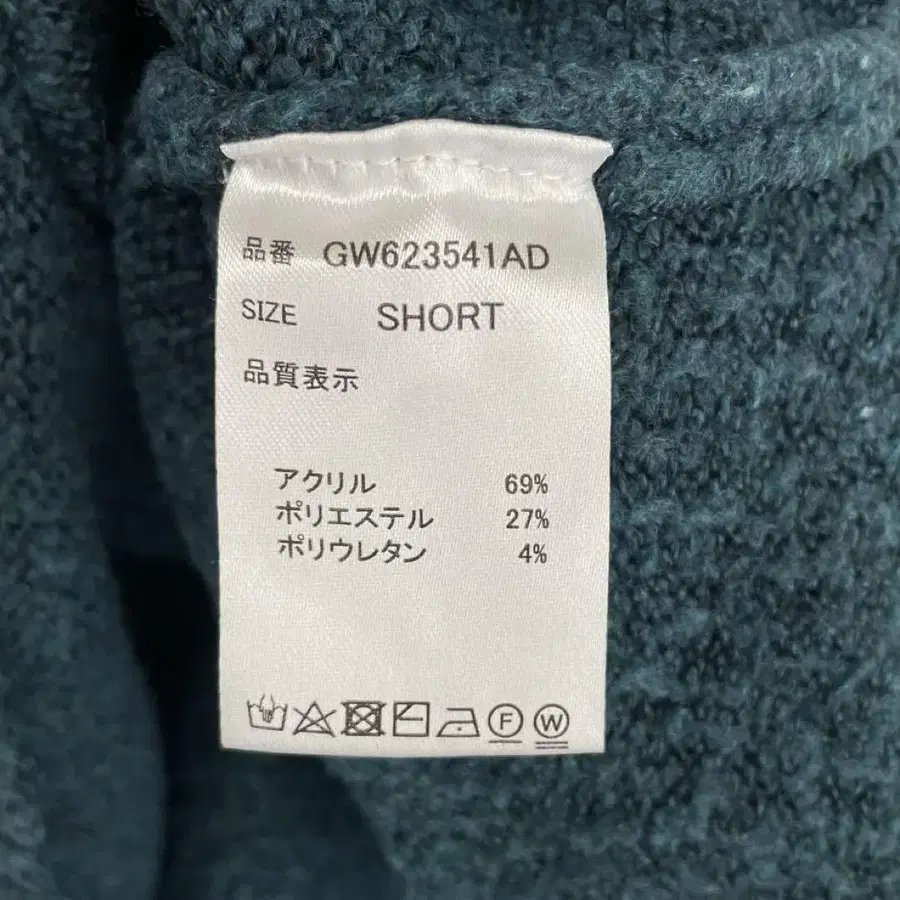 品番 GW623541AD
SIZE SHORT
品質表示
アクリル 69%
ポリエステル 27%
ポリウレタン 4%
F W